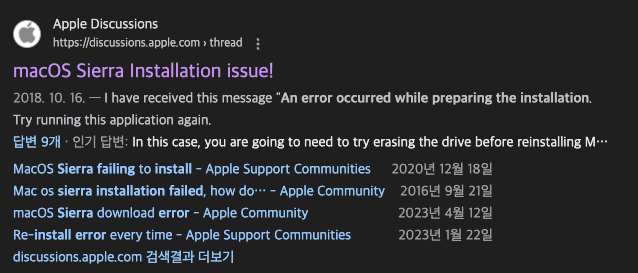 Apple Discussions
https://discussions.apple.com › thread
macOS Sierra Installation issue!
2018. 10. 16. — I have received this message "An error occurred while preparing the installation.
Try running this application again.
답변 9개 · 인기 답변: In this case, you are going to need to try erasing the drive before reinstalling M⋯
MacOS Sierra failing to install - Apple Support Communities 2020년 12월 18일
Mac os sierra installation failed, how do⋯ - Apple Community 2016년 9월 21일
macOS Sierra download error - Apple Community 2023년 4월 12일
Re-install error every time - Apple Support Communities 2023년 1월 22일
discussions.apple.com 검색결과 더보기